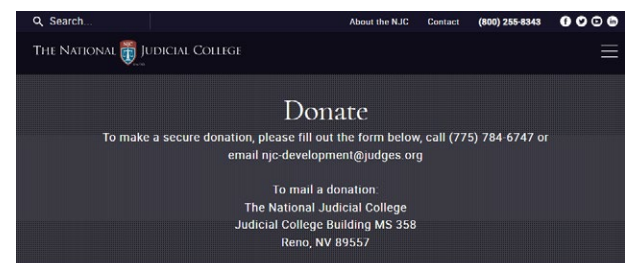 Search...
About the NJC Contact (800) 255-8343
THE NATIONAL JUDICIAL COLLEGE
Donate
To make a secure donation, please fill out the form below, call (775) 784-6747 or
email njc-development@judges.org
To mail a donation:
The National Judicial College
Judicial College Building MS 358
Reno, NV 89557